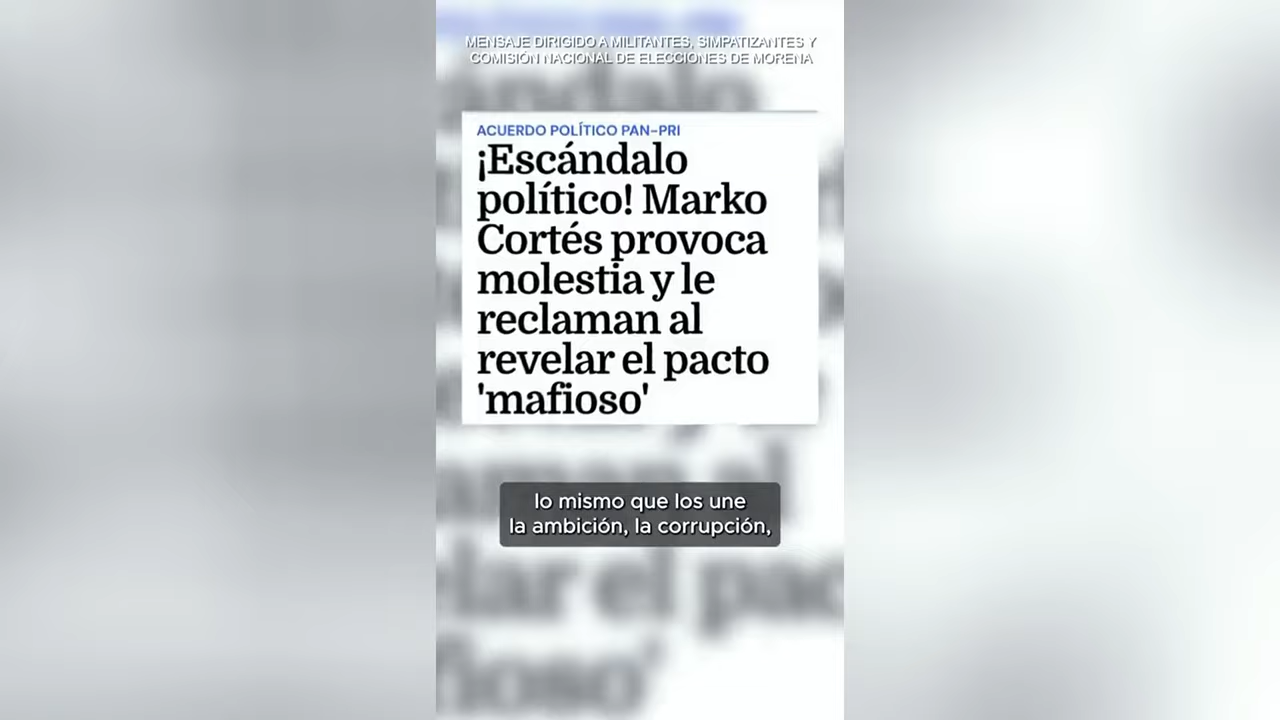 MENSAJE DIRIGIDO A MILITANTES, SIMPATIZANTES Y
COMISIÓN NACIONAL DE ELECCIONES DE MORENA
ACUERDO POLÍTICO PAN-PRI
¡Escándalo
político! Marko
Cortés provoca
molestia y le
reclaman al
revelar el pacto
'mafioso'
lo mismo que los une
la ambición, la corrupción,